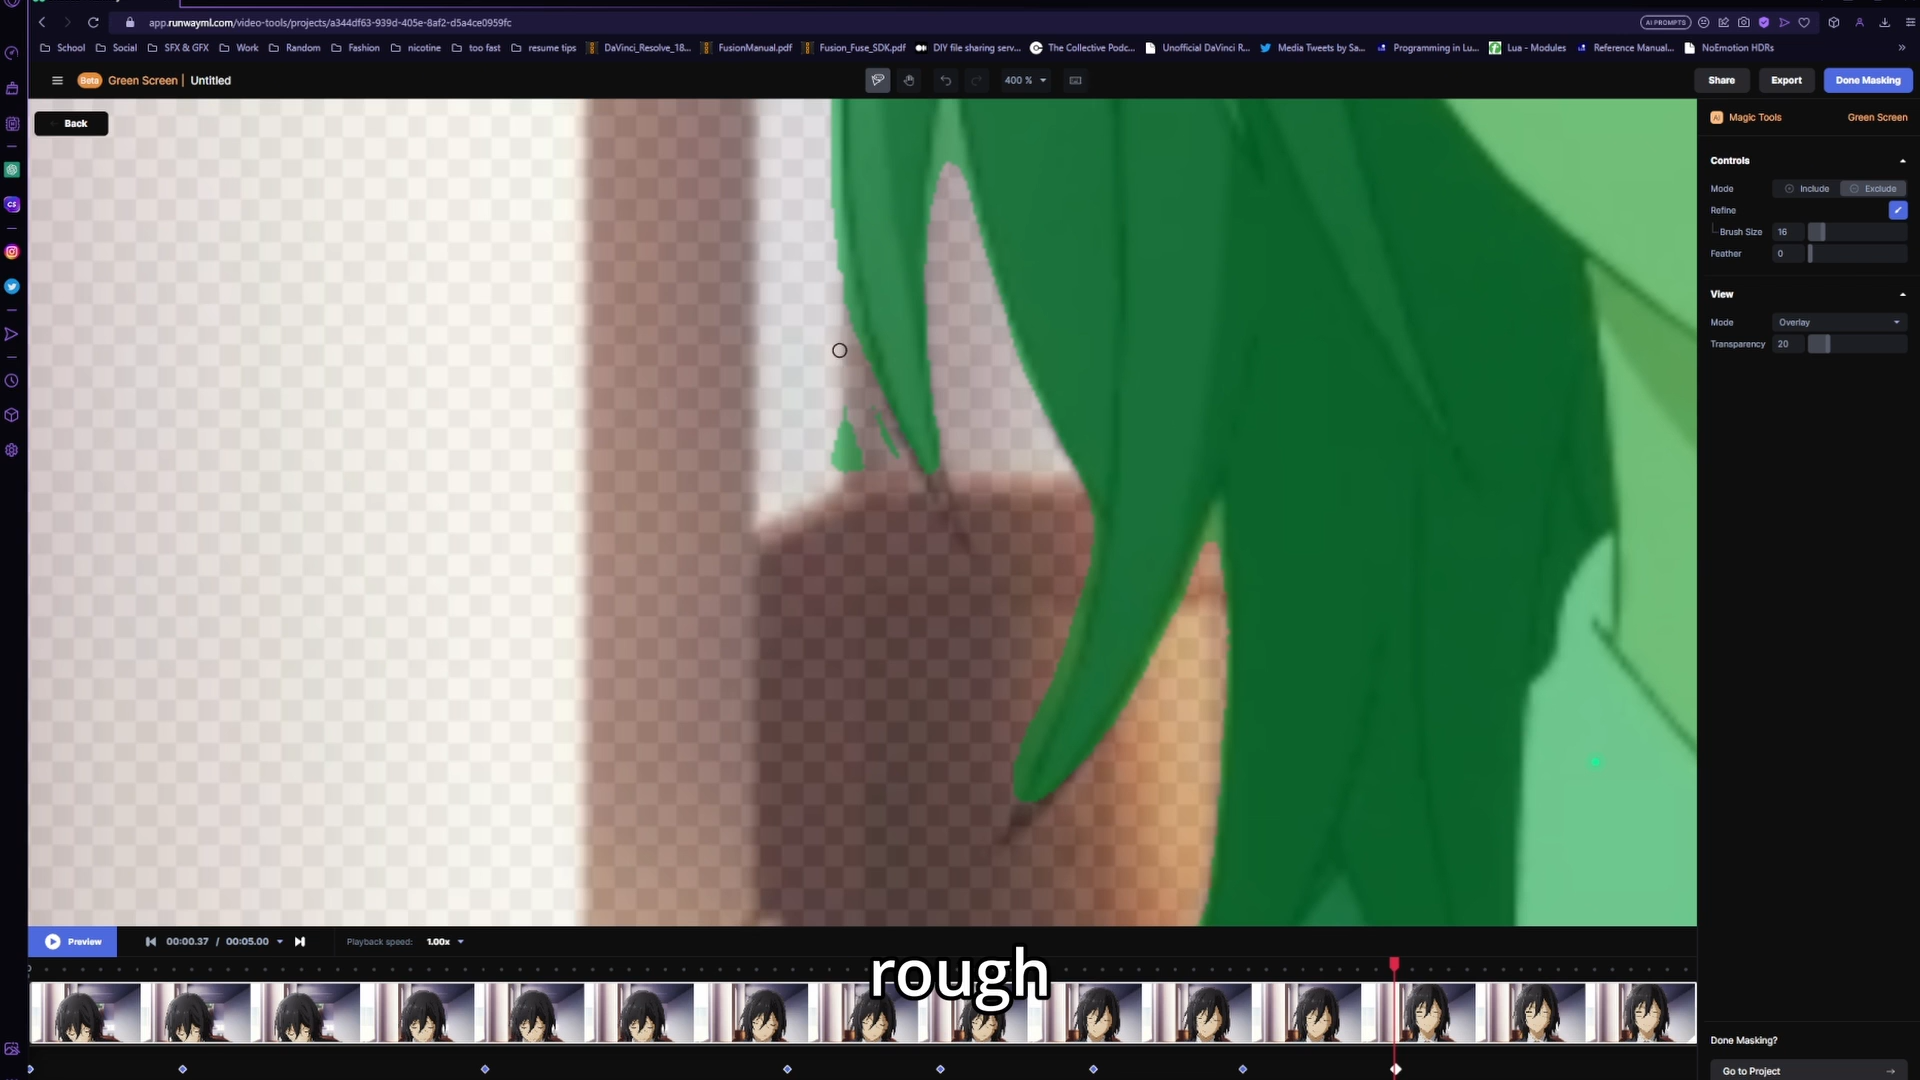 app.runwayml.com/video-tools/projects/a344df63-939d-405e-8af2-d5a4ce0959fc
AI PROMPTS
School
Social
SFX & GFX
Work
Random
Fashion
nicotine
too fast
resume tips
DaVinci_Resolve_18...
FusionManual.pdf
Fusion_Fuse_SDK.pdf
DIY file sharing serv...
The Collective Podc...
Unofficial DaVinci R...
Media Tweets by Sa...
Programming in Lu...
Lua - Modules
Reference Manual...
NoEmotion HDRs
Beta Green Screen | Untitled
400 %
Share
Export
Done Masking
Back
AI Magic Tools
Green Screen
Controls
Mode
Include
Exclude
Refine
Brush Size
16
Feather
0
View
Mode
Overlay
Transparency
20
Preview
00:00.37 / 00:05.00
Playback speed:
1.00x
rough
Done Masking?
Go to Project